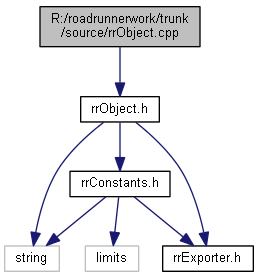 R:/roadrunnerwork/trunk
/source/rrObject.cpp
rrObject.h
rrConstants.h
string
limits
rrExporter.h